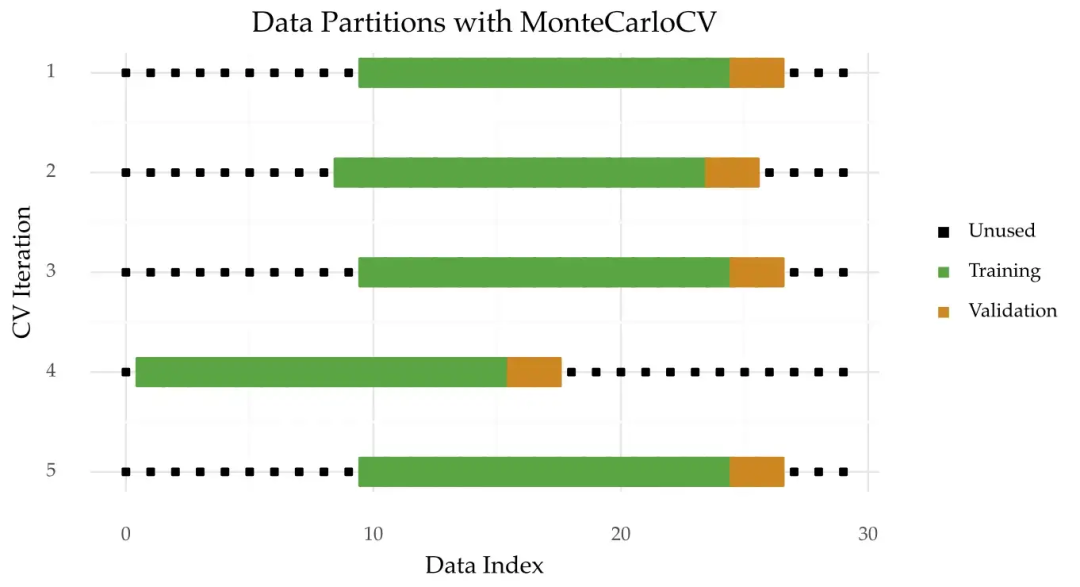 Data Partitions with MonteCarloCV
1
2
3
4
5
CV Iteration
0 10 20 30
Data Index
Unused
Training
Validation